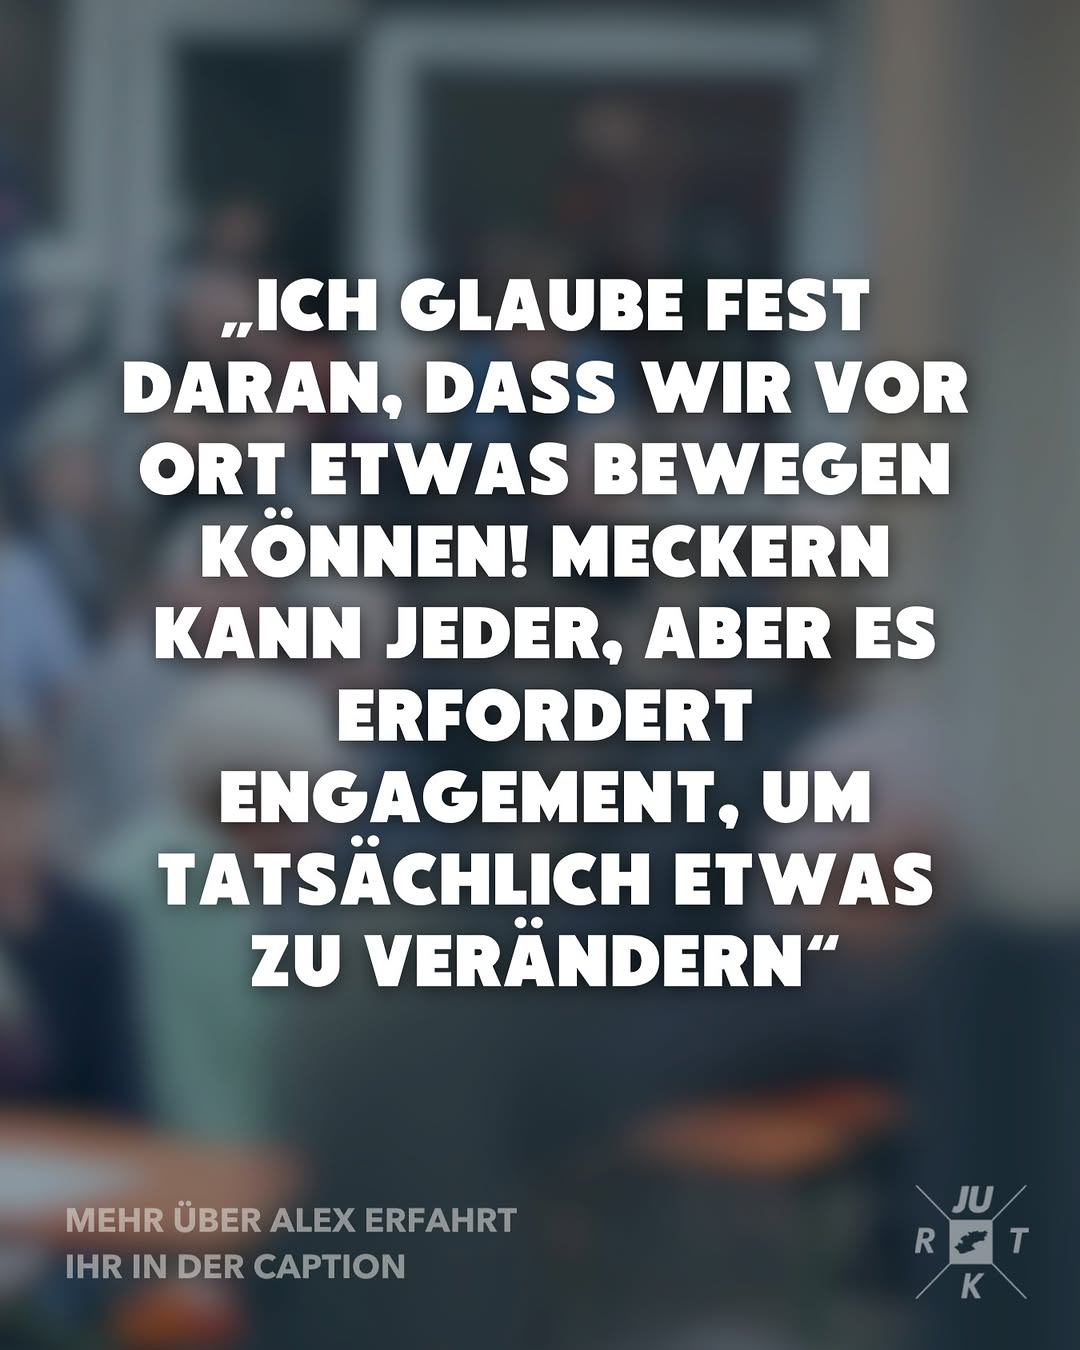 „ICH GLAUBE FEST
DARAN, DASS WIR VOR
ORT ETWAS BEWEGEN
KÖNNEN! MECKERN
KANN JEDER, ABER ES
ERFORDERT
ENGAGEMENT, UM
TATSÄCHLICH ETWAS
ZU VERÄNDERN“
MEHR ÜBER ALEX ERFAHRT
IHR IN DER CAPTION
JU
R T
K